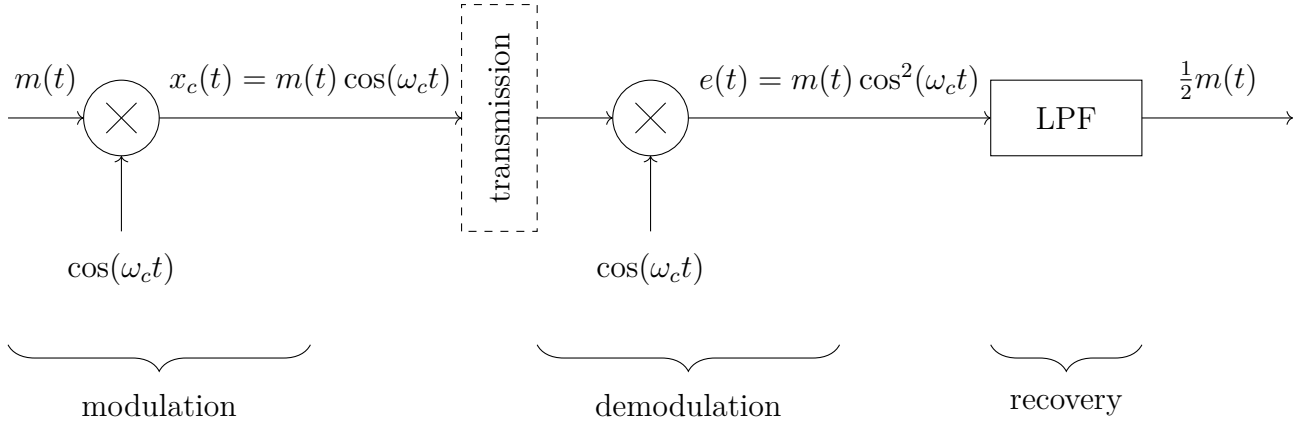 m(t)
x_c(t) = m(t) cos(ω_c t)
transmission
e(t) = m(t) cos²(ω_c t)
LPF
½m(t)
cos(ω_c t)
cos(ω_c t)
modulation
demodulation
recovery